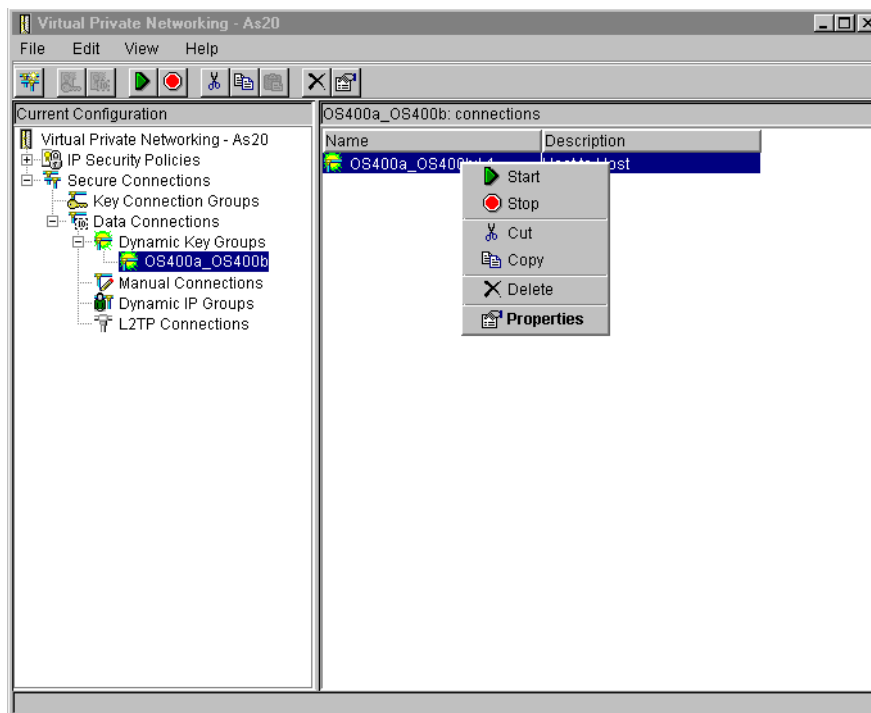 Virtual Private Networking - As20
File Edit View Help
Current Configuration
OS400a_OS400b: connections
Virtual Private Networking - As20
IP Security Policies
Secure Connections
Key Connection Groups
Data Connections
Dynamic Key Groups
OS400a_OS400b
Manual Connections
Dynamic IP Groups
L2TP Connections
Name Description
Start
Stop
Cut
Copy
Delete
Properties